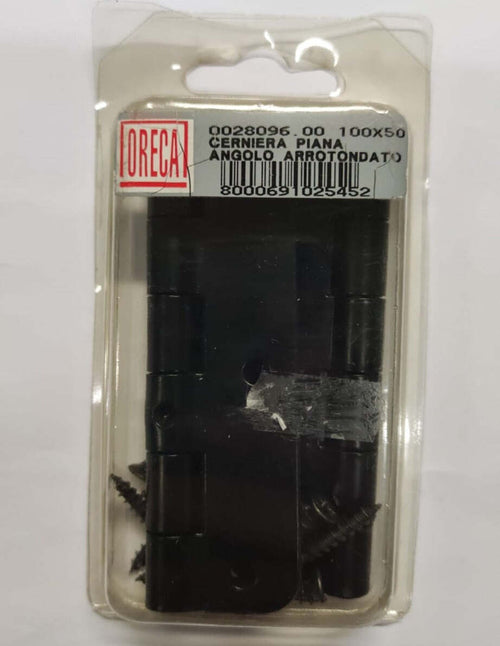 ORECA
0028096.00 100X50
CERNIERA PIANA
ANGOLO ARROTONDATO
8000691025452